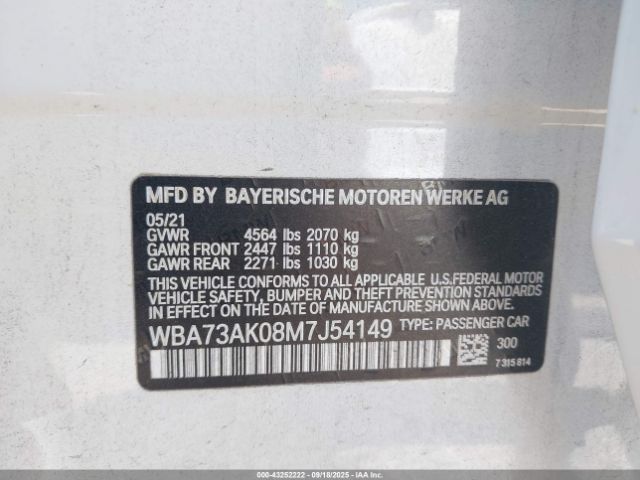 MFD BY BAYERISCHE MOTOREN WERKE AG
05/21
GVWR 4564 lbs 2070 kg
GAWR FRONT 2447 lbs 1110 kg
GAWR REAR 2271 lbs 1030 kg
THIS VEHICLE CONFORMS TO ALL APPLICABLE U.S.FEDERAL MOTOR
VEHICLE SAFETY, BUMPER AND THEFT PREVENTION STANDARDS
IN EFFECT ON THE DATE OF MANUFACTURE SHOWN ABOVE.
WBA73AK08M7J54149 TYPE: PASSENGER CAR
300
7 315 814
000-43252222 - 09/18/2025 - IAAI.COM